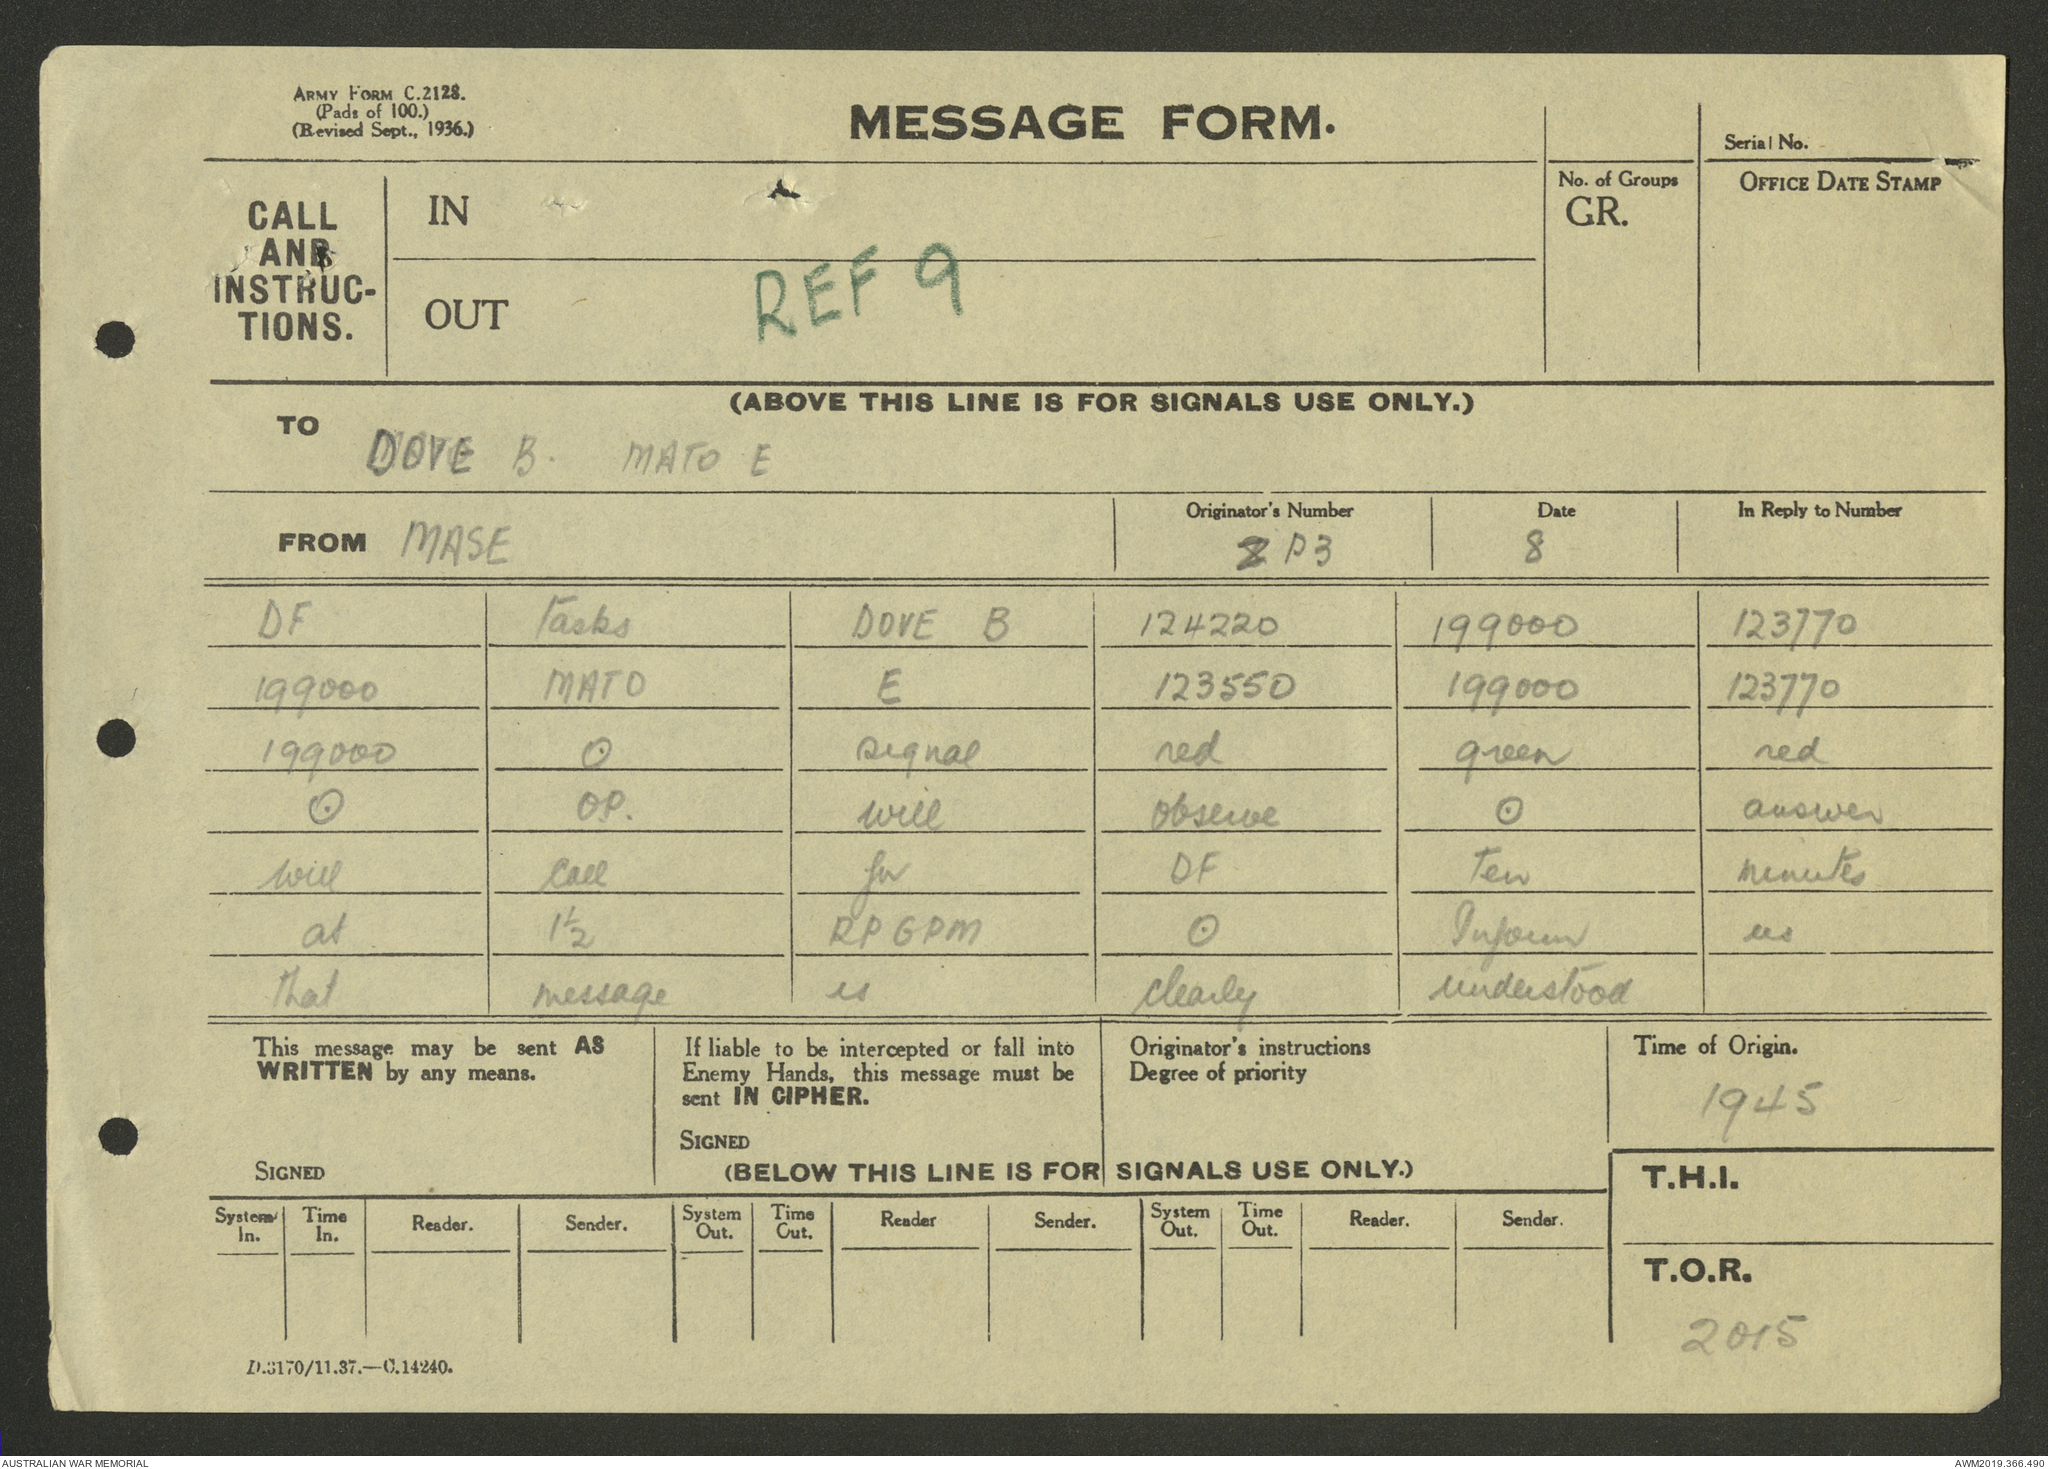 ARMY FORM C.2128.
(Pads of 100.)
(Revised Sept., 1936.)
MESSAGE FORM.
Serial No.
CALL AND INSTRUC-TIONS.
IN
No. of Groups
GR.
OFFICE DATE STAMP
OUT
REF 9
(ABOVE THIS LINE IS FOR SIGNALS USE ONLY.)
TO DOVE B. MATO E
FROM MASE
Originator's Number P3
Date 8
In Reply to Number
DF Tasks DOVE B 124220 199000 123770
199000 MATO E 123550 199000 123770
199000 ⊙ signal red green red
⊙ OP. will observe ⊙ answer
will call for DF Ten minutes
at 1½ RPGPM ⊙ Inform us
that message is clearly understood
This message may be sent AS
WRITTEN by any means.
SIGNED
If liable to be intercepted or fall into
Enemy Hands, this message must be
sent IN CIPHER.
SIGNED
Originator's instructions
Degree of priority
Time of Origin.
1945
(BELOW THIS LINE IS FOR SIGNALS USE ONLY.)
T.H.I.
System In. Time In. Reader. Sender. System Out. Time Out. Reader Sender. System Out. Time Out. Reader. Sender.
T.O.R.
2015
D.3170/11.37.—C.14240.
AUSTRALIAN WAR MEMORIAL
AWM2019.366.490